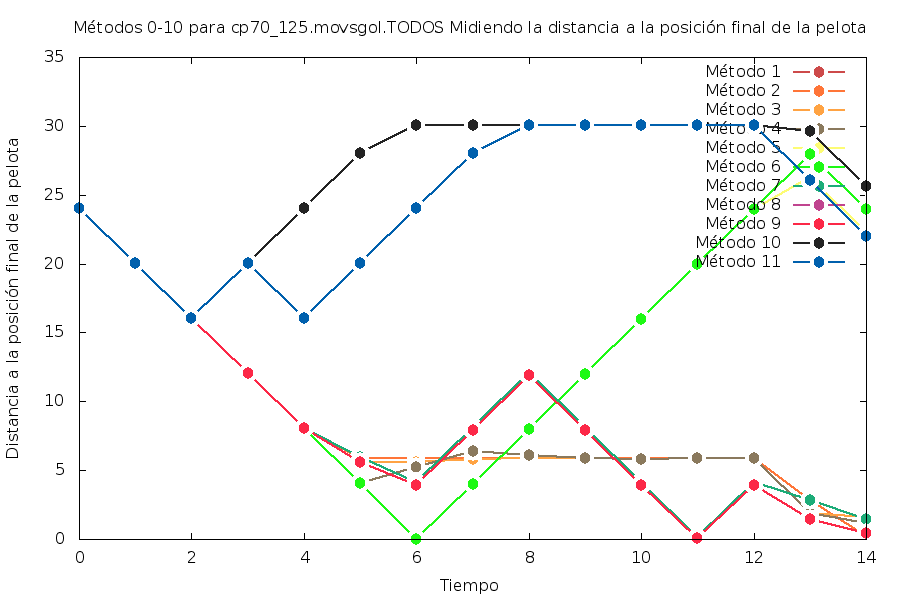 Métodos 0-10 para cp70_125.movsgol.TODOS Midiendo la distancia a la posición final de la pelota
35
30
25
20
15
10
5
0
Distancia a la posición final de la pelota
Método 1
Método 2
Método 3
Método 4
Método 5
Método 6
Método 7
Método 8
Método 9
Método 10
Método 11
0 2 4 6 8 10 12 14
Tiempo